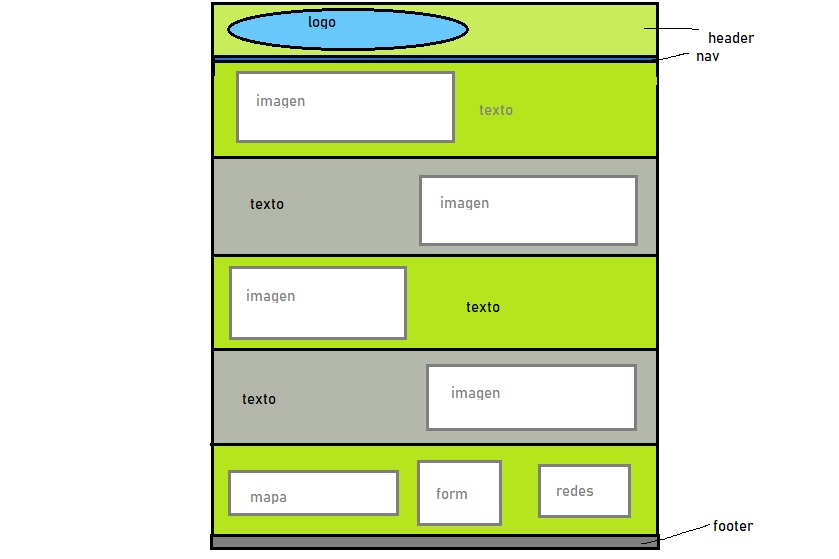 logo
header
nav
imagen
texto
texto
imagen
imagen
texto
texto
imagen
mapa
form
redes
footer